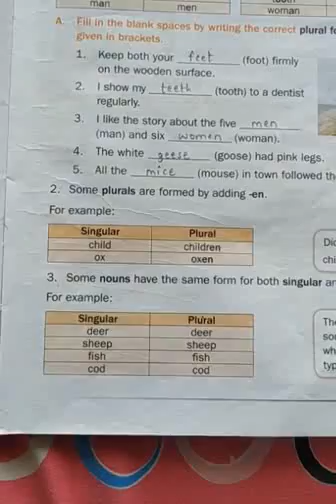 man men
woman
A. Fill in the blank spaces by writing the correct plural
given in brackets.
1. Keep both your feet (foot) firmly
on the wooden surface.
2. I show my teeth (tooth) to a dentist
regularly.
3. I like the story about the five men
(man) and six women (woman).
4. The white geese (goose) had pink legs.
5. All the mice (mouse) in town followed
2. Some plurals are formed by adding -en.
For example:
Singular Plural
child children
ox oxen
3. Some nouns have the same form for both singular
For example:
Singular Plural
deer deer
sheep sheep
fish fish
cod cod